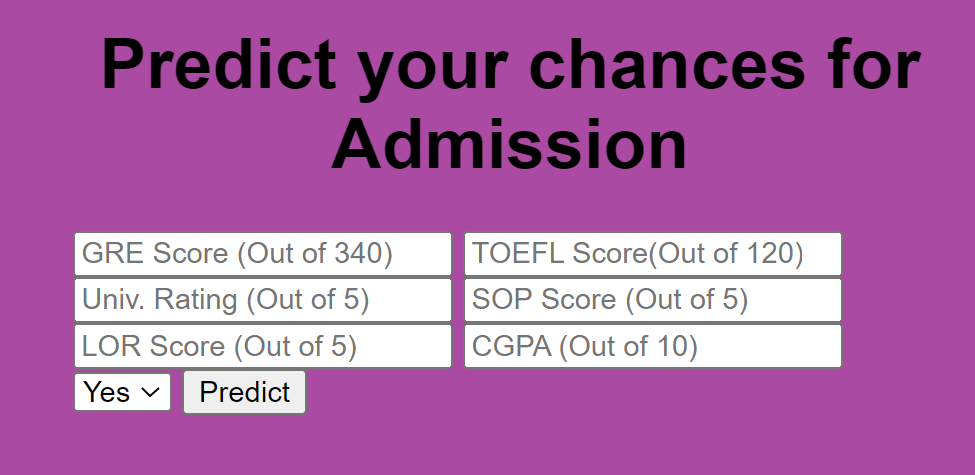 Predict your chances for
Admission
GRE Score (Out of 340) TOEFL Score(Out of 120)
Univ. Rating (Out of 5) SOP Score (Out of 5)
LOR Score (Out of 5) CGPA (Out of 10)
Yes Predict